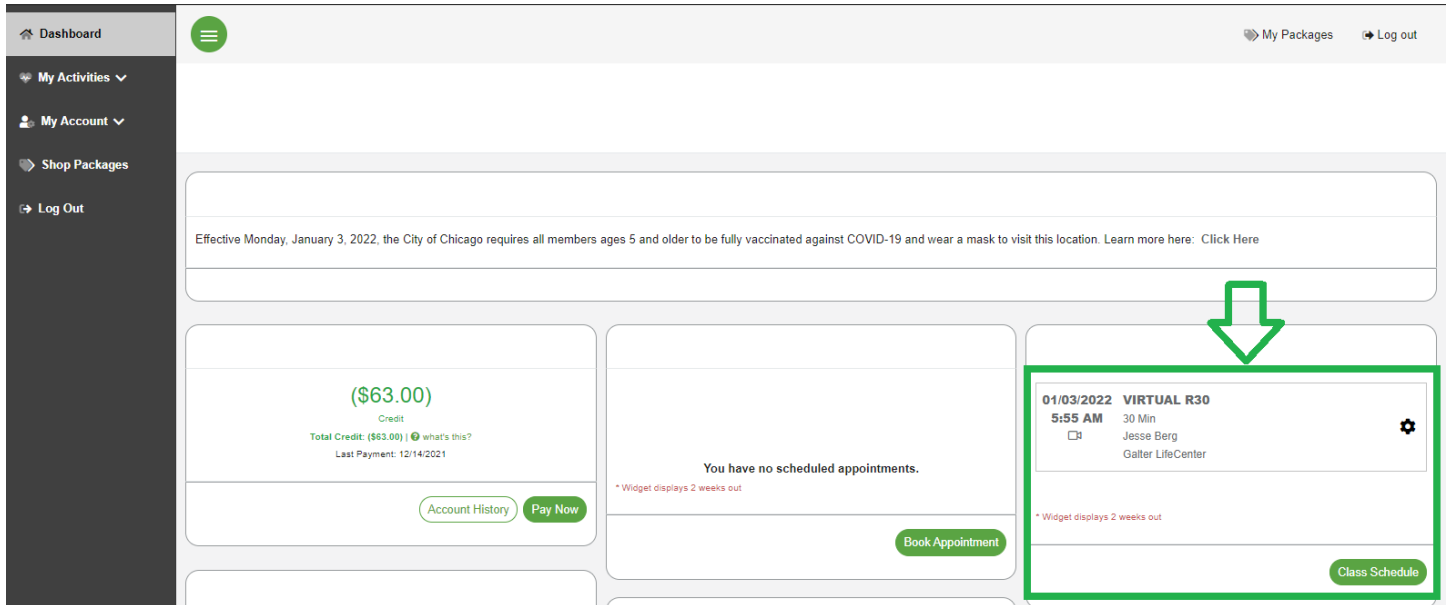 Dashboard
My Packages
Log out
My Activities
My Account
Shop Packages
Log Out
Effective Monday, January 3, 2022, the City of Chicago requires all members ages 5 and older to be fully vaccinated against COVID-19 and wear a mask to visit this location. Learn more here: Click Here
($63.00)
Credit
Total Credit: ($63.00) | ? what's this?
Last Payment: 12/14/2021
Account History
Pay Now
You have no scheduled appointments.
* Widget displays 2 weeks out
Book Appointment
01/03/2022 VIRTUAL R30
5:55 AM 30 Min
Jesse Berg
Galter LifeCenter
* Widget displays 2 weeks out
Class Schedule